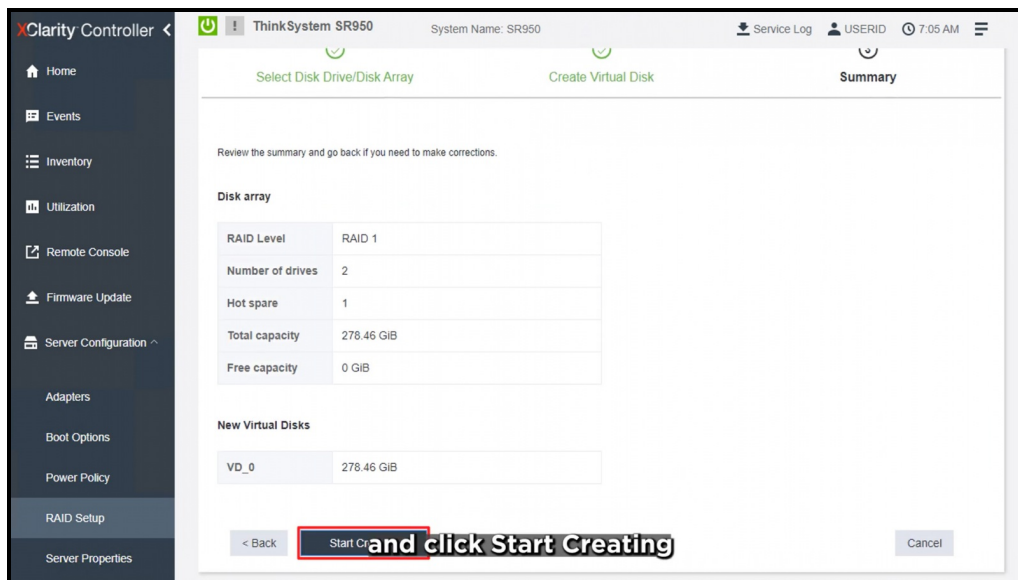 XClarity Controller
ThinkSystem SR950
System Name: SR950
Service Log
USERID
7:05 AM
Home
Events
Inventory
Utilization
Remote Console
Firmware Update
Server Configuration
Adapters
Boot Options
Power Policy
RAID Setup
Server Properties
Select Disk Drive/Disk Array
Create Virtual Disk
3
Summary
Review the summary and go back if you need to make corrections.
Disk array
RAID Level RAID 1
Number of drives 2
Hot spare 1
Total capacity 278.46 GiB
Free capacity 0 GiB
New Virtual Disks
VD_0 278.46 GiB
< Back
Start
and click Start Creating
Cancel